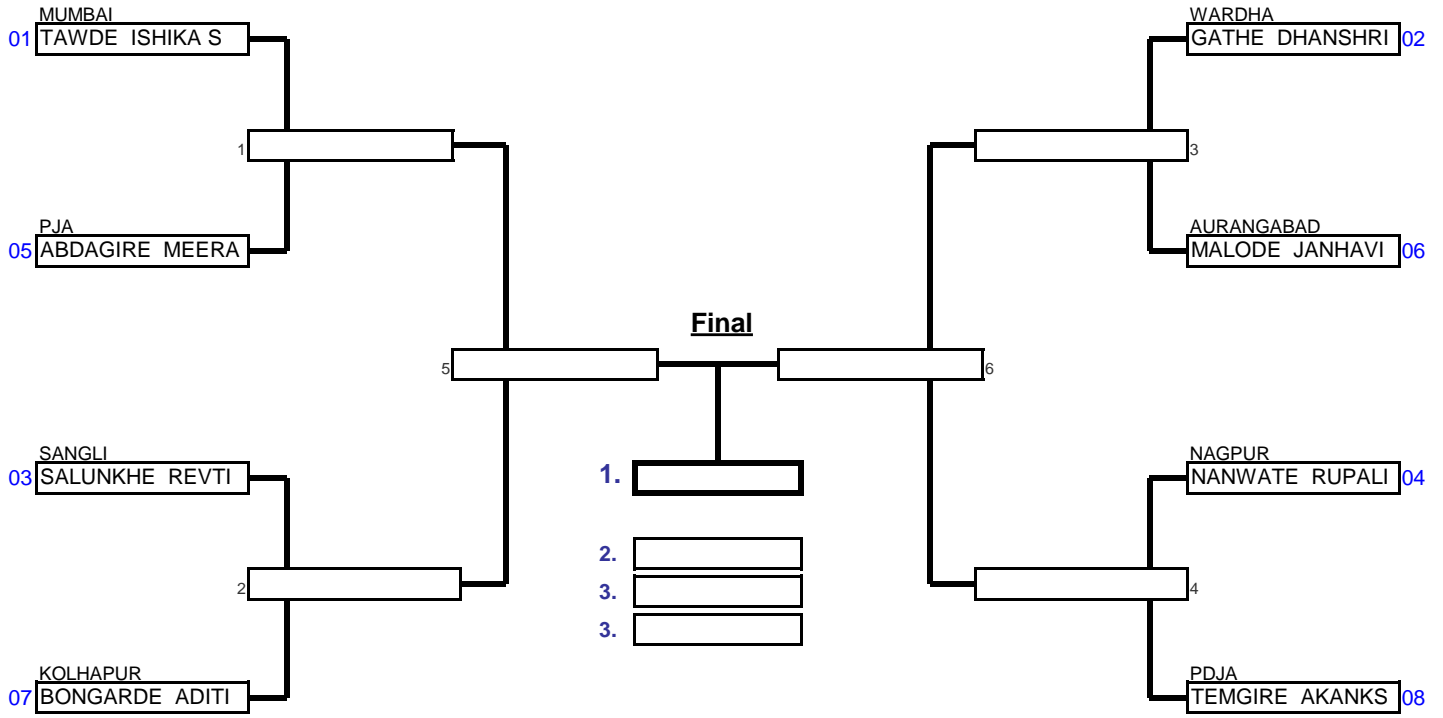 MUMBAI
01 TAWDE ISHIKA S
WARDHA
GATHE DHANSHRI 02
1
3
PJA
05 ABDAGIRE MEERA
AURANGABAD
MALODE JANHAVI 06
Final
5
6
SANGLI
03 SALUNKHE REVTI
NAGPUR
NANWATE RUPALI 04
1.
2.
3.
3.
2
4
KOLHAPUR
07 BONGARDE ADITI
PDJA
TEMGIRE AKANKS 08